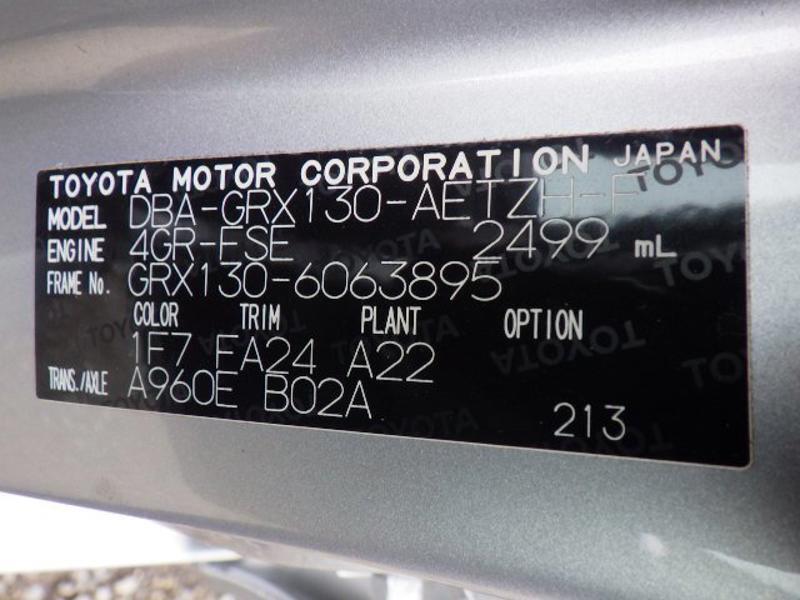 TOYOTA MOTOR CORPORATION JAPAN
MODEL DBA-GRX130-AETZH-F
ENGINE 4GR-FSE 2499 mL
FRAME No. GRX130-6063895
COLOR TRIM PLANT OPTION
1F7 FA24 A22
TRANS./AXLE A960E B02A
213